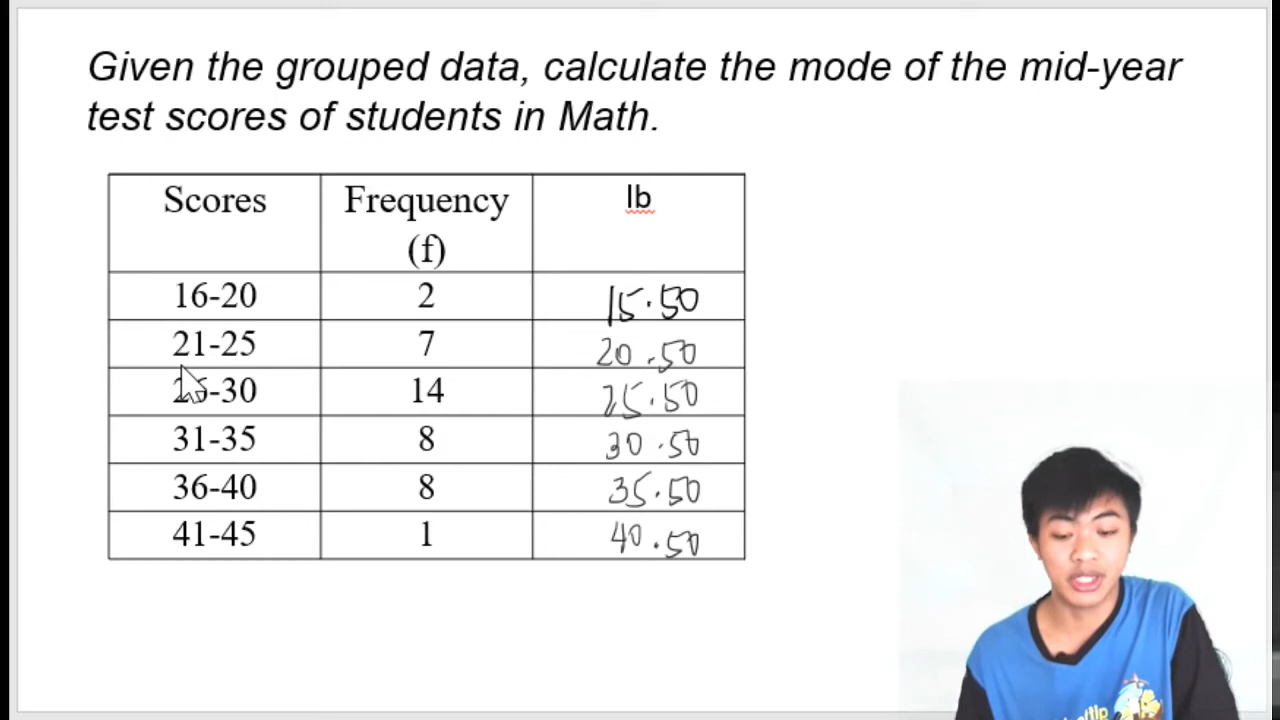 Given the grouped data, calculate the mode of the mid-year
test scores of students in Math.
Scores Frequency lb
(f)
16-20 2 15.50
21-25 7 20.50
26-30 14 25.50
31-35 8 30.50
36-40 8 35.50
41-45 1 40.50